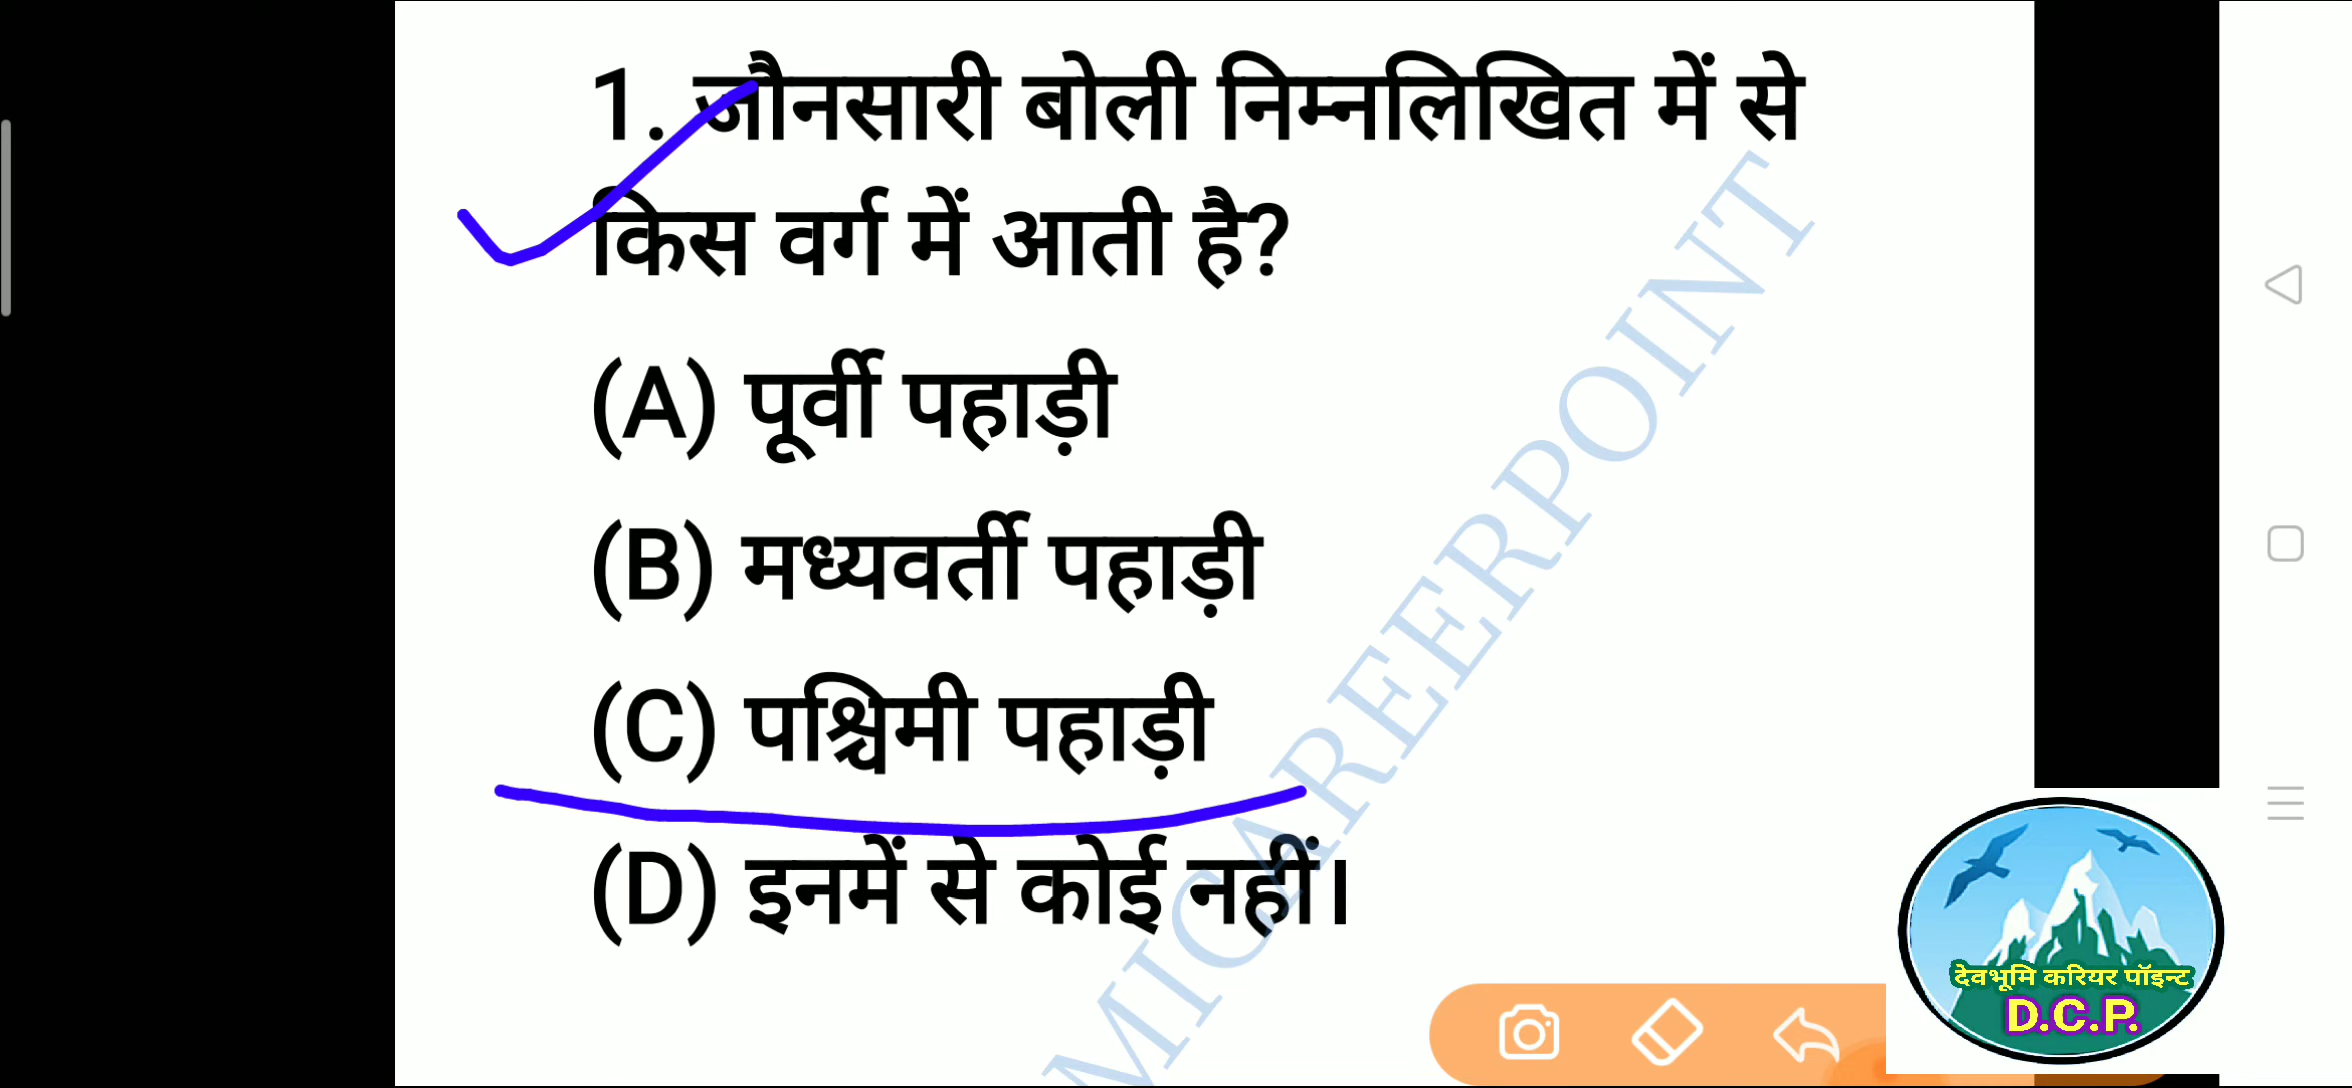 1. जौनसारी बोली निम्नलिखित में से
किस वर्ग में आती है?
(A) पूर्वी पहाड़ी
(B) मध्यवर्ती पहाड़ी
(C) पश्चिमी पहाड़ी
(D) इनमें से कोई नहीं।
MICAREERPOINT
देवभूमि करियर पॉइन्ट
D.C.P.